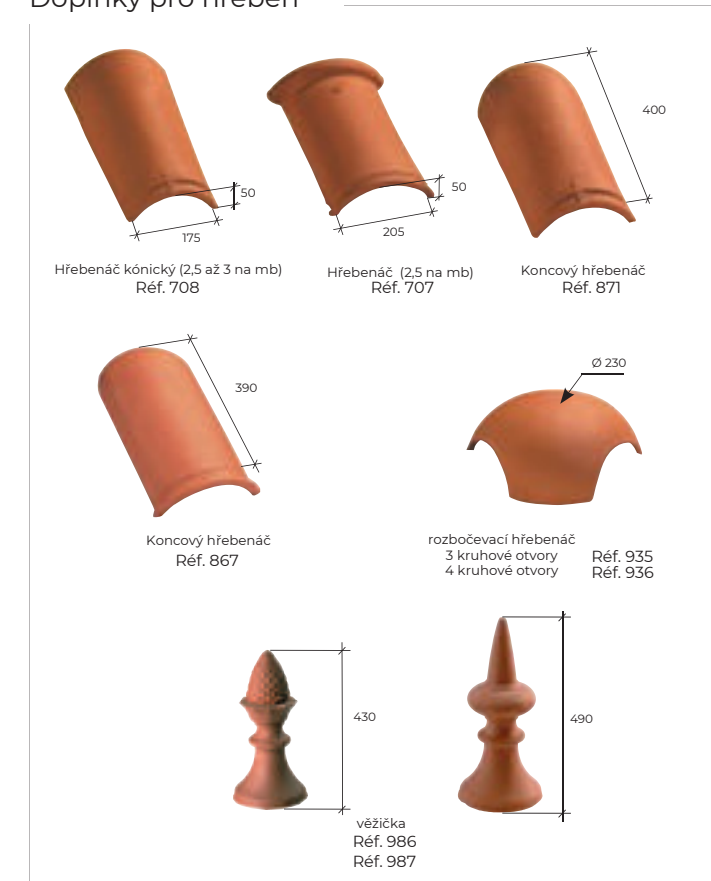 Doplňky pro hřeben
400
50
50
175
205
Hřebenáč kónický (2,5 až 3 na mb)
Réf. 708
Hřebenáč (2,5 na mb)
Réf. 707
Koncový hřebenáč
Réf. 871
390
Ø 230
Koncový hřebenáč
Réf. 867
rozbočevací hřebenáč
3 kruhové otvory Réf. 935
4 kruhové otvory Réf. 936
430
490
věžička
Réf. 986
Réf. 987